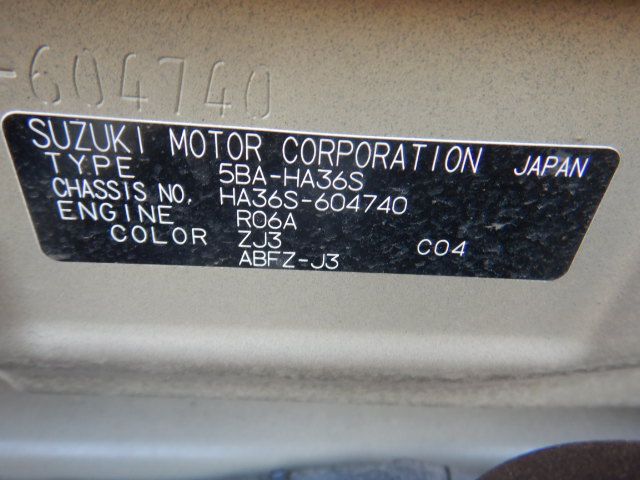 -604740
SUZUKI MOTOR CORPORATION JAPAN
TYPE 5BA-HA36S
CHASSIS NO. HA36S-604740
ENGINE R06A
COLOR ZJ3 C04
ABFZ-J3